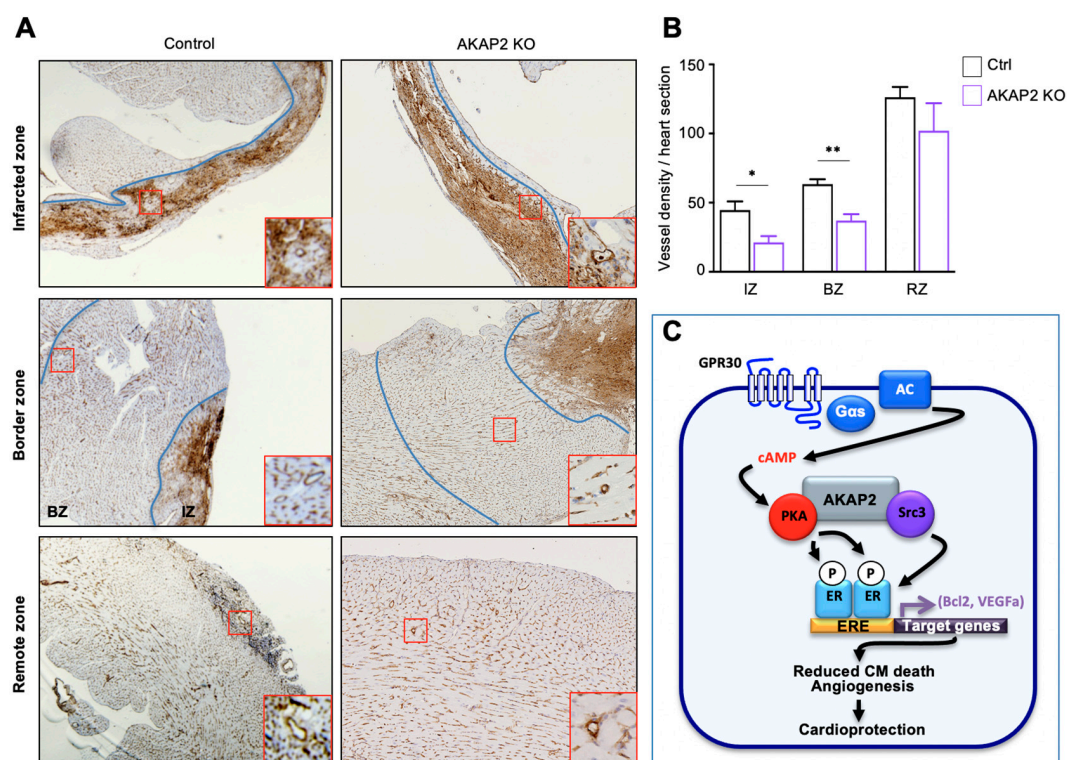 A
Control
AKAP2 KO
Infarcted zone
Border zone
BZ
IZ
Remote zone
B
Vessel density / heart section
150
100
50
0
*
**
IZ
BZ
RZ
Ctrl
AKAP2 KO
C
GPR30
AC
Gαs
cAMP
AKAP2
PKA
Src3
P
P
ER
ER
(Bcl2, VEGFa)
ERE
Target genes
Reduced CM death
Angiogenesis
Cardioprotection